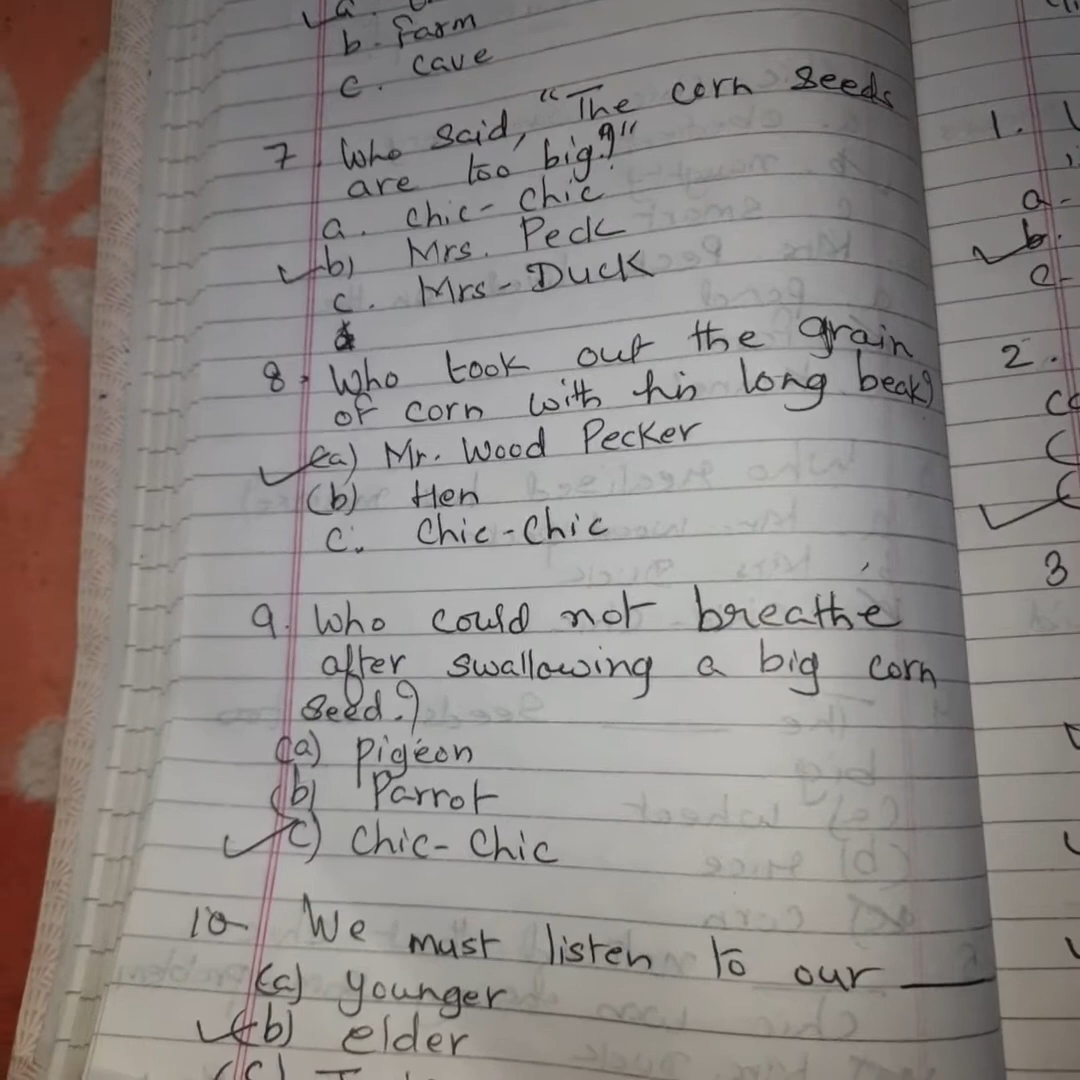 a.
b. Farm
c. cave
7. Who said, "The corn seeds
are too big?"
a. chic-chic
b) Mrs. Peck
c. Mrs-Duck
8. Who took out the grain
of corn with his long beak?
(a) Mr. Wood Pecker
(b) Hen
c. Chic-Chic
9. Who could not breathe
after swallowing a big corn
seed.?
(a) Pigeon
(b) Parrot
c) Chic-Chic
10 We must listen to our ___
(a) younger
(b) elder
(c)
1.
a-
b.
c-
2.
3